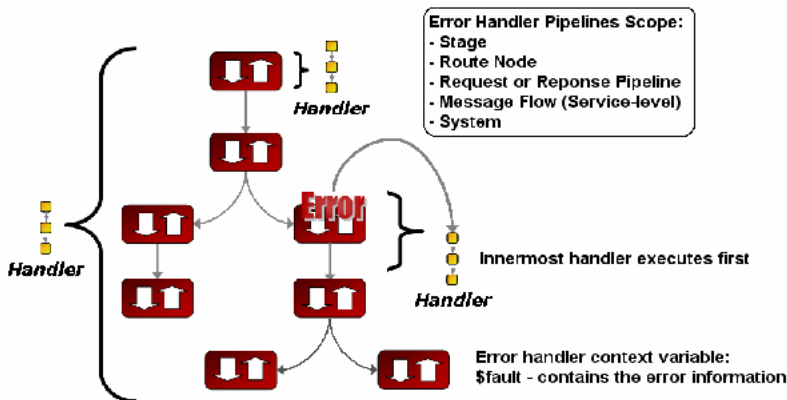 Error Handler Pipelines Scope:
- Stage
- Route Node
- Request or Reponse Pipeline
- Message Flow (Service-level)
- System
Handler
Error
Handler
Innermost handler executes first
Handler
Error handler context variable:
$fault - contains the error information